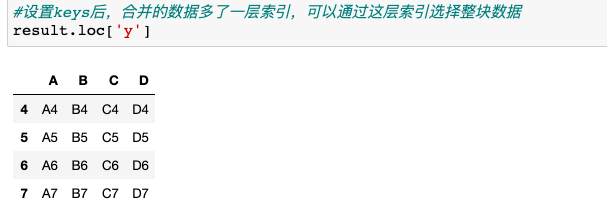 #设置keys后，合并的数据多了一层索引，可以通过这层索引选择整块数据
result.loc['y']
A B C D
4 A4 B4 C4 D4
5 A5 B5 C5 D5
6 A6 B6 C6 D6
7 A7 B7 C7 D7